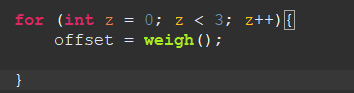 for (int z = 0; z < 3; z++){
    offset = weigh();
}